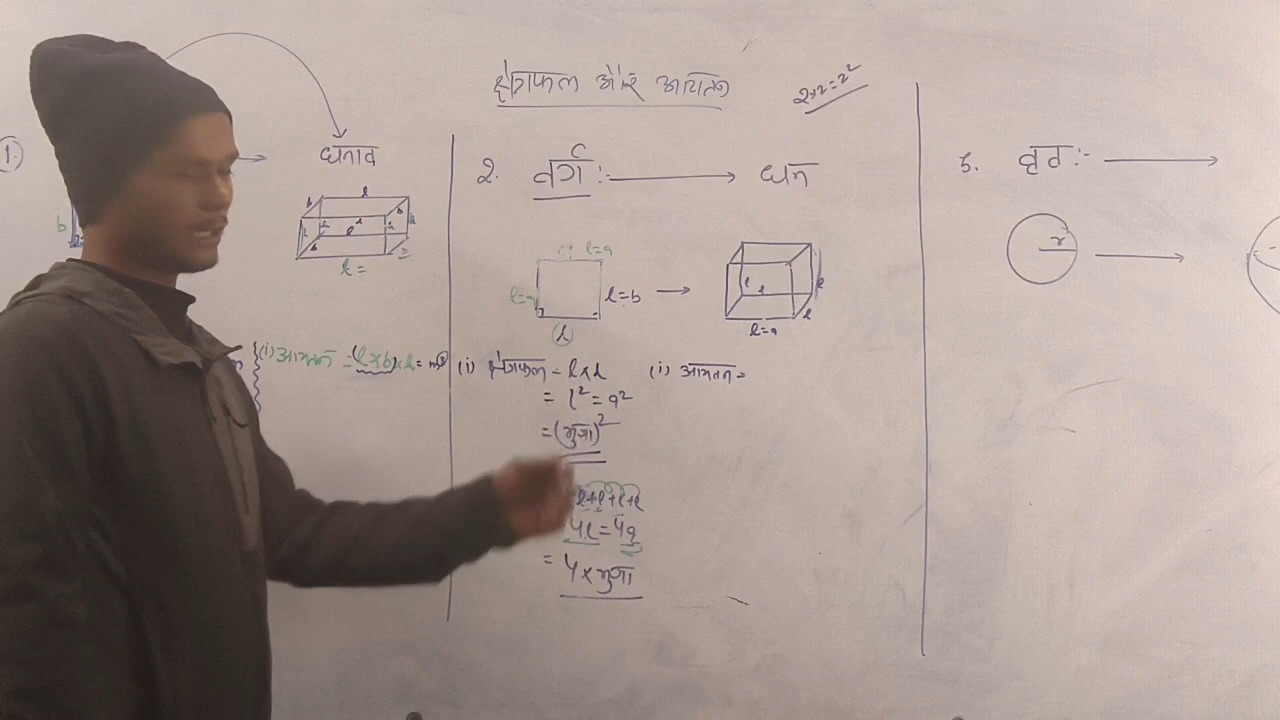 क्षेत्रफल और आयतन
2+2=2²
1.
घनाव
l
b b
l
b
l =
b
(i) आयतन = (l×b)×h = m³
2. वर्ग :- → घन
l=a
l=b
l
l
l
l
l=a
(i) क्षेत्रफल = l×l
= l² = a²
= (भुजा)²
l+l+l+l
4l = 4a
= 4×भुजा
(i) आयतन =
3. वृत :-
r